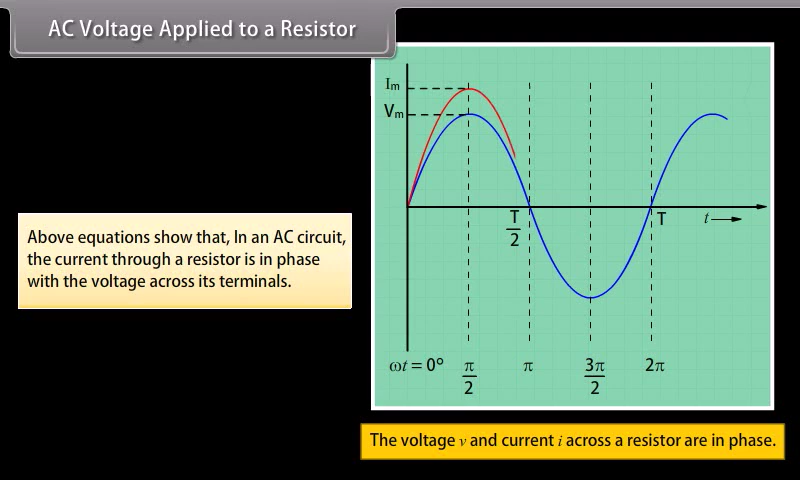 AC Voltage Applied to a Resistor
Im
Vm
Above equations show that, In an AC circuit,
the current through a resistor is in phase
with the voltage across its terminals.
T
2
T
t
ωt = 0°
π
2
π
3π
2
2π
The voltage v and current i across a resistor are in phase.